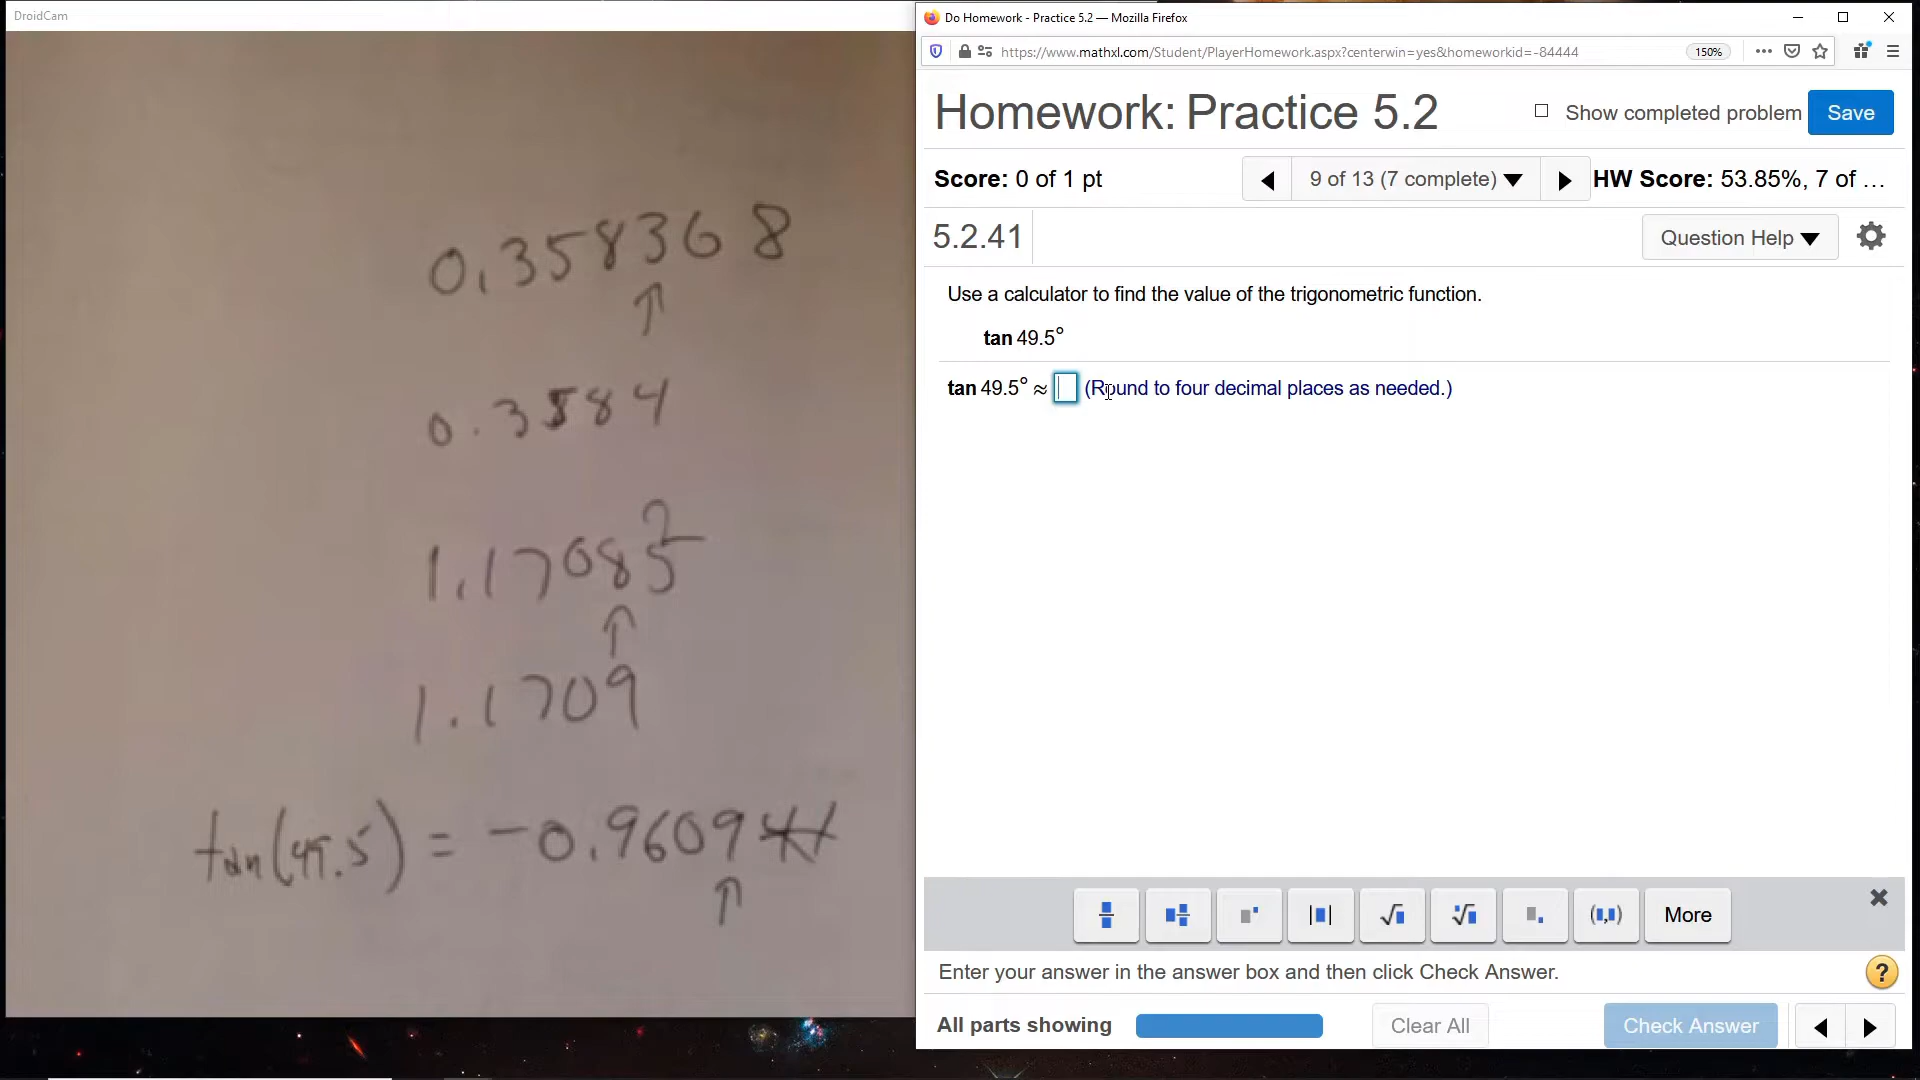 DroidCam
0.358368
↑
0.3584
?
1.17085
↑
1.1709
tan(49.5) = -0.960941
↑
Do Homework - Practice 5.2 — Mozilla Firefox
https://www.mathxl.com/Student/PlayerHomework.aspx?centerwin=yes&homeworkid=-84444
150%
Homework: Practice 5.2
Show completed problem
Save
Score: 0 of 1 pt
9 of 13 (7 complete)
HW Score: 53.85%, 7 of ...
5.2.41
Question Help
Use a calculator to find the value of the trigonometric function.
tan 49.5°
tan 49.5° ≈ (Round to four decimal places as needed.)
More
Enter your answer in the answer box and then click Check Answer.
?
All parts showing
Clear All
Check Answer